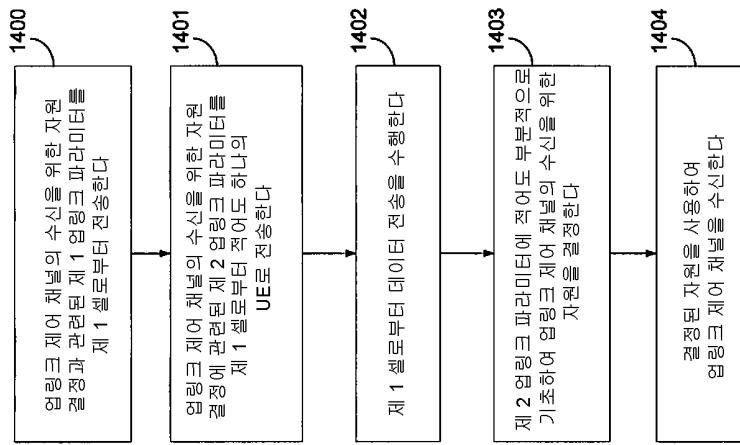 1400
업링크 제어 채널의 수신을 위한 자원
결정과 관련된 제 1 업링크 파라미터를
제 1 셀로부터 전송한다
1401
업링크 제어 채널의 수신을 위한 자원
결정에 관련된 제 2 업링크 파라미터를
제 1 셀로부터 적어도 하나의
UE로 전송한다
1402
제 1 셀로부터 데이터 전송을 수행한다
1403
제 2 업링크 파라미터에 적어도 부분적으로
기초하여 업링크 제어 채널의 수신을 위한
자원을 결정한다
1404
결정된 자원을 사용하여
업링크 제어 채널을 수신한다